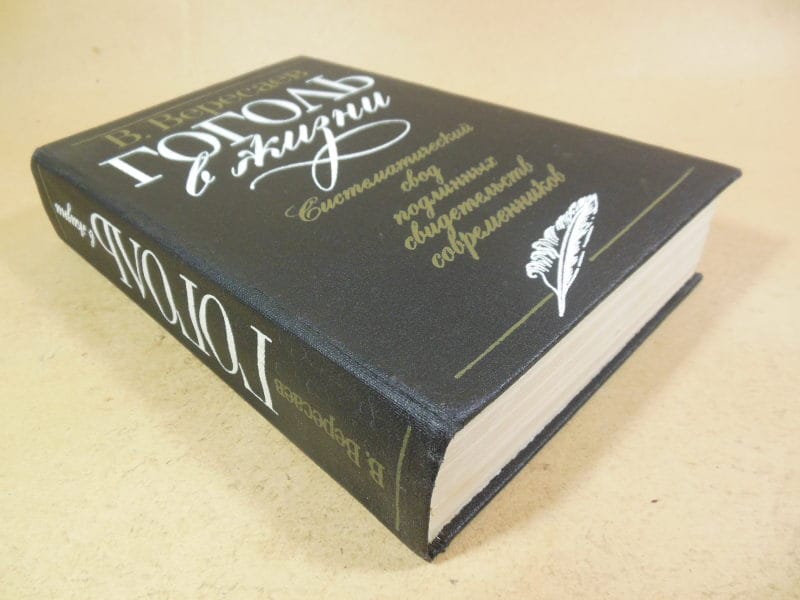 В. Вересаев
ГОГОЛЬ
в жизни
Систематический
свод
подлинных
свидетельств
современников
В. Вересаев
ГОГОЛЬ
в жизни